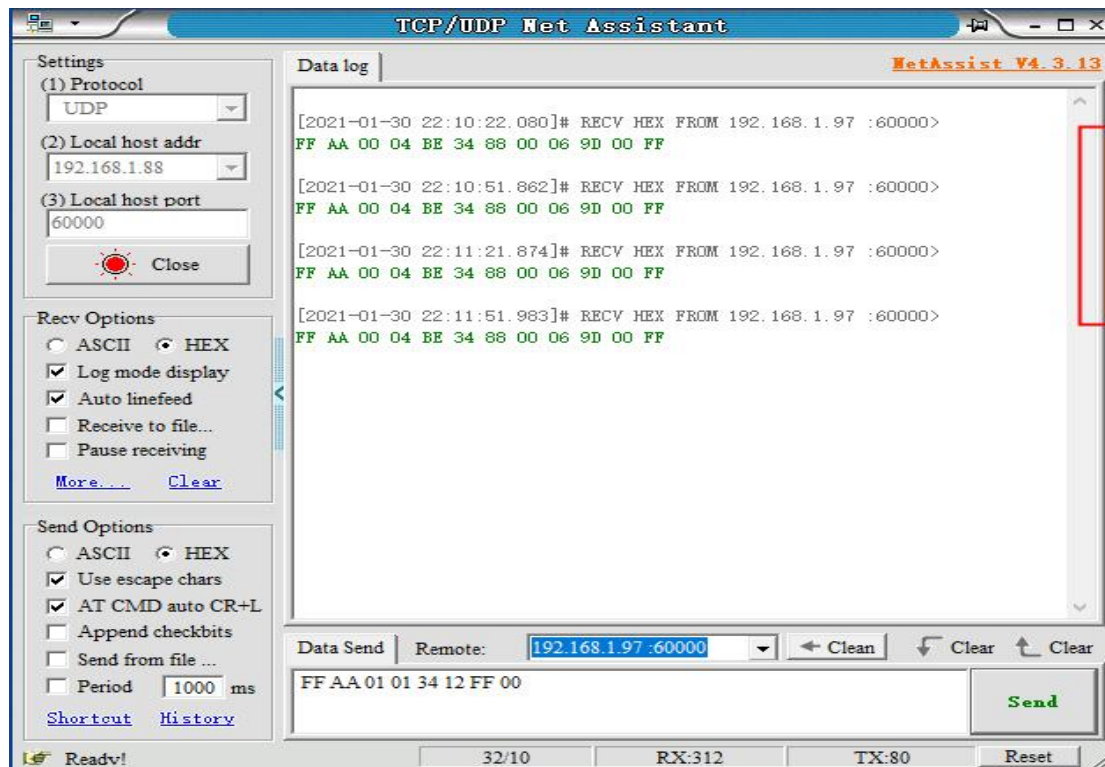 TCP/UDP Net Assistant
Settings
(1) Protocol
UDP
(2) Local host addr
192.168.1.88
(3) Local host port
60000
Close
Recv Options
ASCII HEX
Log mode display
Auto linefeed
Receive to file...
Pause receiving
More... Clear
Send Options
ASCII HEX
Use escape chars
AT CMD auto CR+L
Append checkbits
Send from file ...
Period 1000 ms
Shortcut History
Data log
NetAssist V4.3.13
[2021-01-30 22:10:22.080]# RECV HEX FROM 192.168.1.97 :60000>
FF AA 00 04 BE 34 88 00 06 9D 00 FF
[2021-01-30 22:10:51.862]# RECV HEX FROM 192.168.1.97 :60000>
FF AA 00 04 BE 34 88 00 06 9D 00 FF
[2021-01-30 22:11:21.874]# RECV HEX FROM 192.168.1.97 :60000>
FF AA 00 04 BE 34 88 00 06 9D 00 FF
[2021-01-30 22:11:51.983]# RECV HEX FROM 192.168.1.97 :60000>
FF AA 00 04 BE 34 88 00 06 9D 00 FF
Data Send Remote: 192.168.1.97 :60000 Clean Clear Clear
FF AA 01 01 34 12 FF 00
Send
Ready! 32/10 RX:312 TX:80 Reset